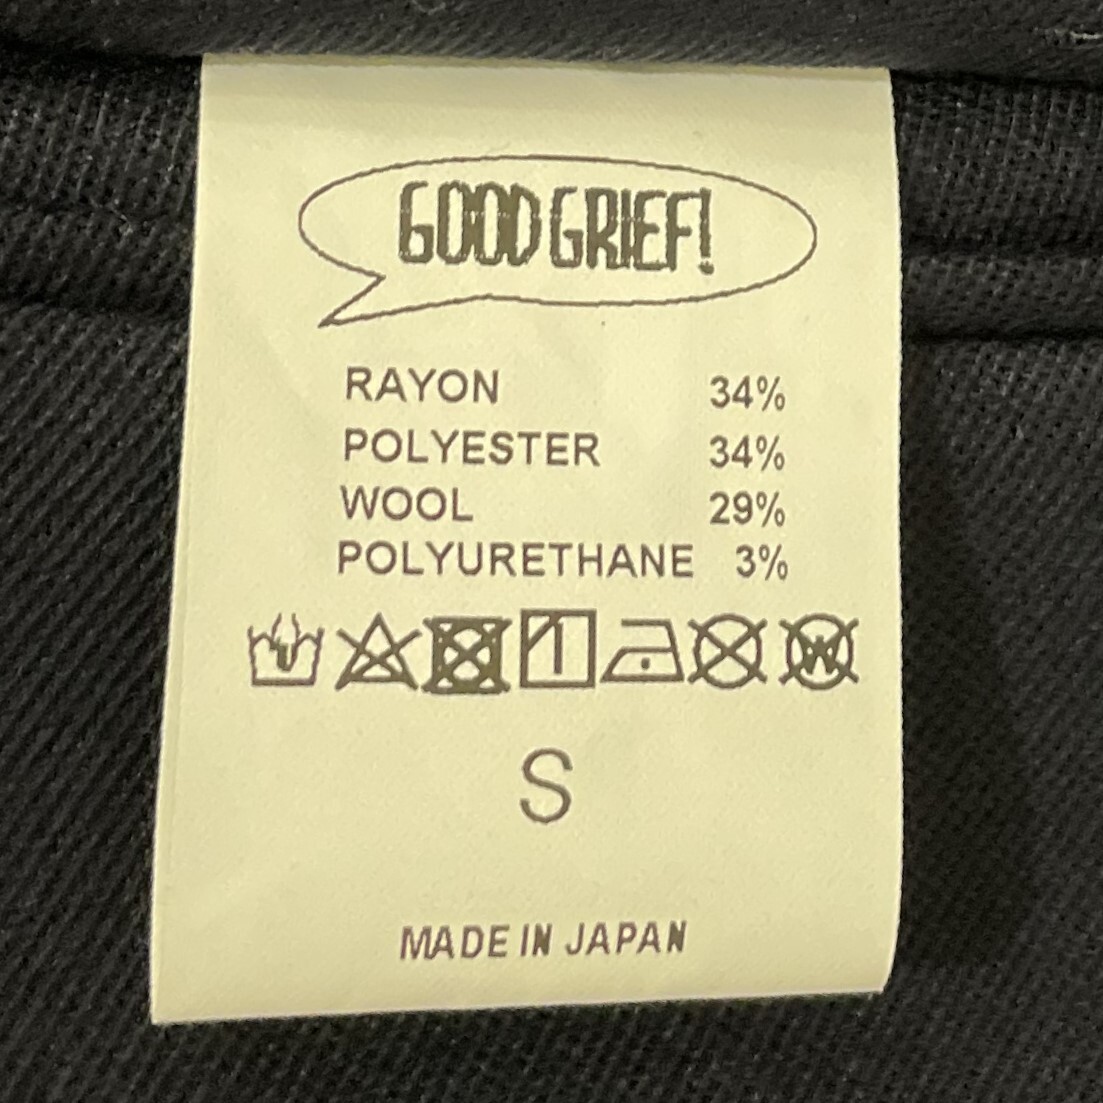 GOOD GRIEF!
RAYON 34%
POLYESTER 34%
WOOL 29%
POLYURETHANE 3%
W
S
MADE IN JAPAN